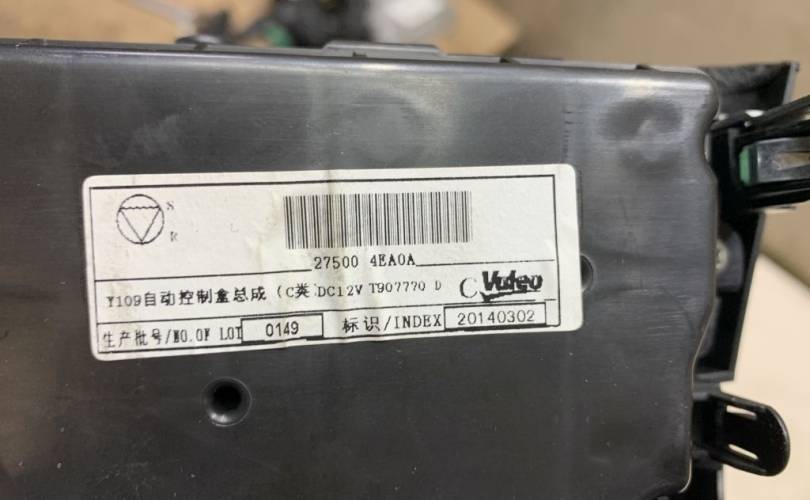 S
R
27500 4EA0A
Y109自动控制盒总成 (C类 DC12V T907770 D C Valeo
生产批号/NO.OF LOT 0149 标识/INDEX 20140302